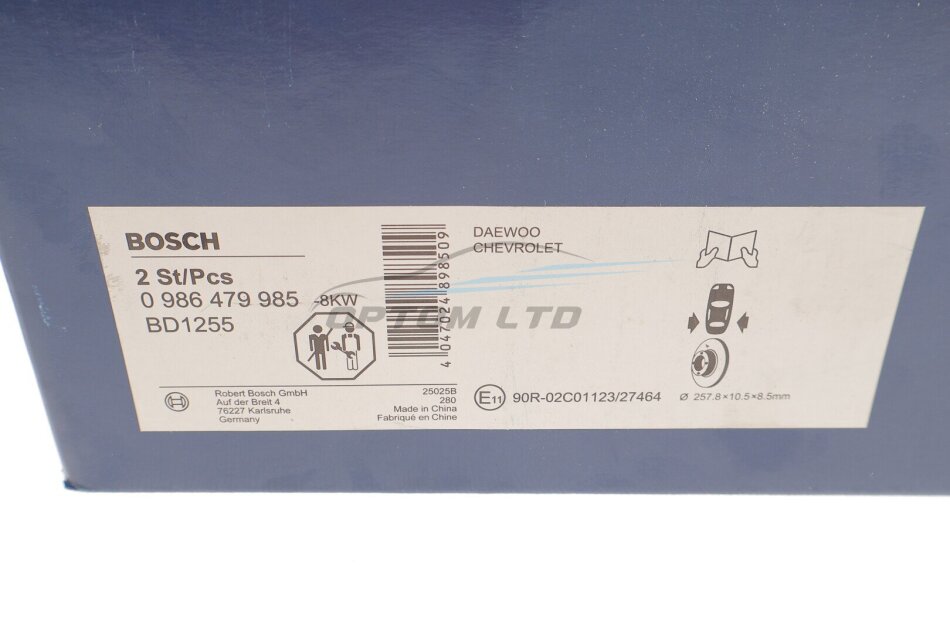 BOSCH
2 St/Pcs
0 986 479 985 -8KW
BD1255
4 047024 898509
DAEWOO
CHEVROLET
OPTOM LTD
Robert Bosch GmbH
Auf der Breit 4
76227 Karlsruhe
Germany
25025B
280
Made in China
Fabriqué en Chine
E11 90R-02C01123/27464
Ø 257.8×10.5×8.5mm